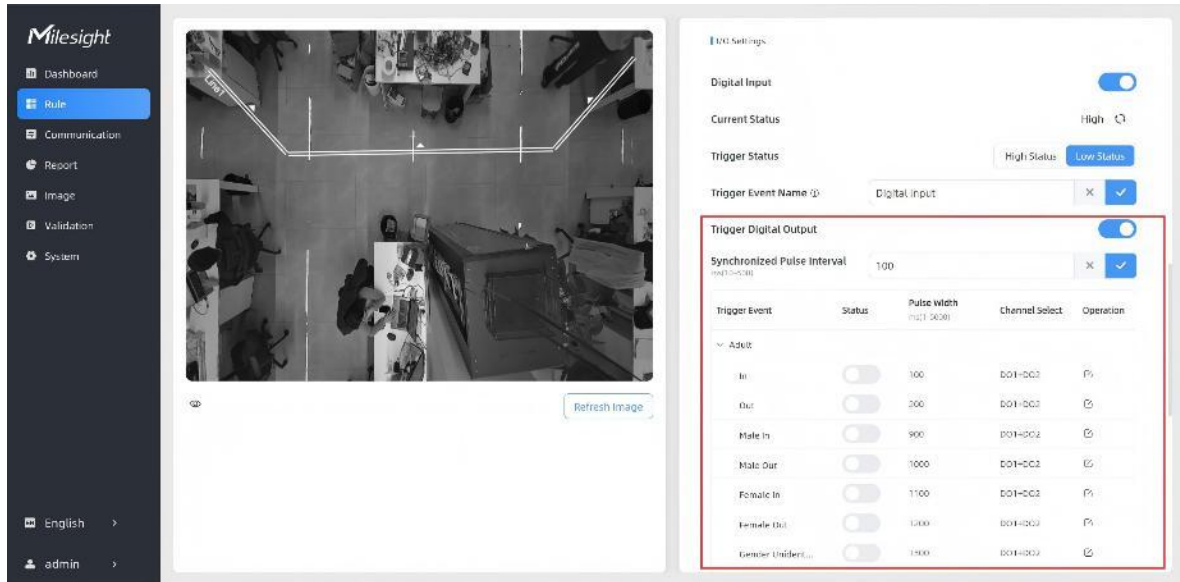 Milesight
Dashboard
Rule
Communication
Report
Image
Validation
System
English
admin
Line1
Refresh Image
I/O Settings
Digital Input
Current Status High
Trigger Status High Status Low Status
Trigger Event Name Digital Input
Trigger Digital Output
Synchronized Pulse Interval 100
Trigger Event Status Pulse Width Channel Select Operation
Adult
In 100 DO1+DO2
Out DO1+DO2
Male In 900 DO1+DO2
Male Out 1000 DO1+DO2
Female In 1100 DO1+DO2
Female Out 1200 DO1+DO2
Gender Unident... 1300 DO1+DO2